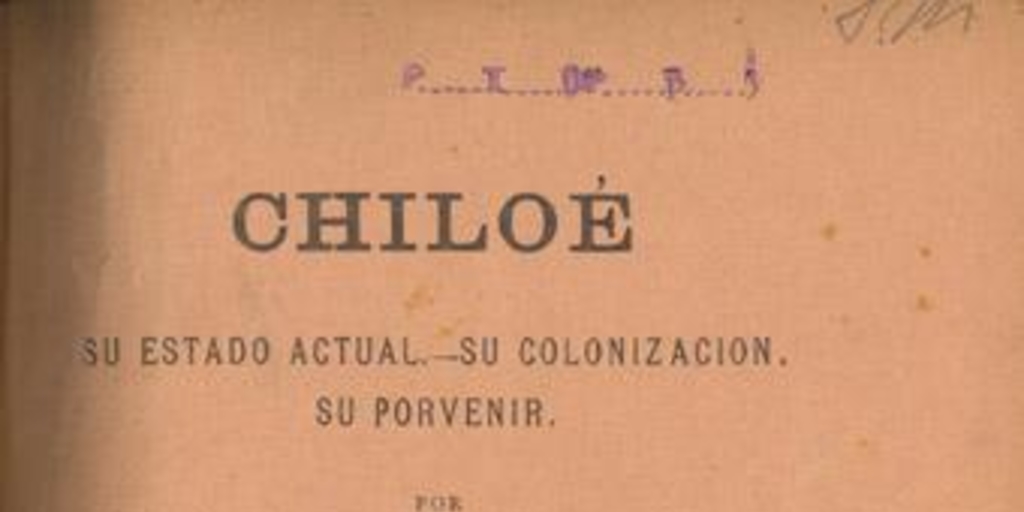 CHILOÉ
SU ESTADO ACTUAL.—SU COLONIZACION.
SU PORVENIR.
POR